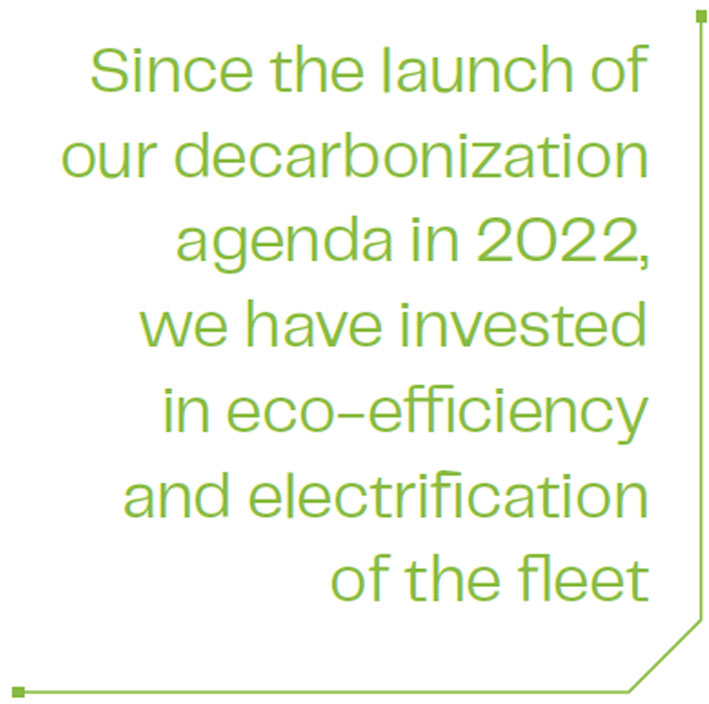 Since the launch of
our decarbonization
agenda in 2022,
we have invested
in eco-efficiency
and electrification
of the fleet